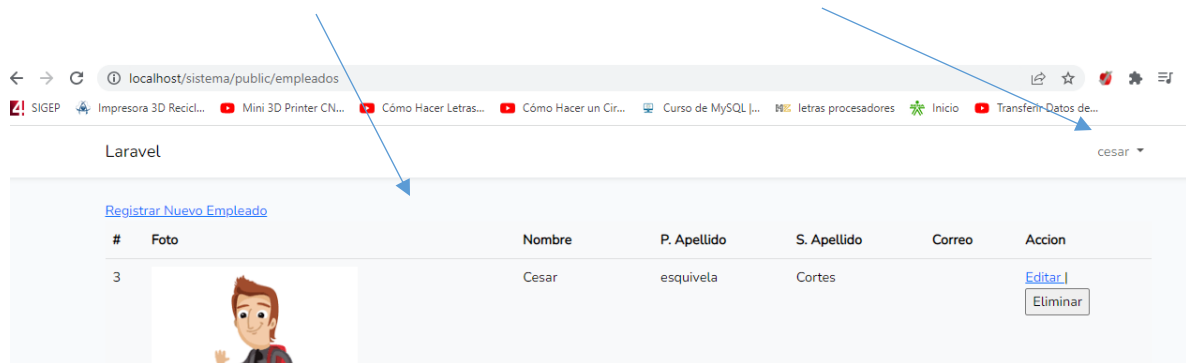 localhost/sistema/public/empleados
SIGEP Impresora 3D Recicl... Mini 3D Printer CN... Cómo Hacer Letras... Cómo Hacer un Cir... Curso de MySQL |... letras procesadores Inicio Transferir Datos de...
Laravel cesar
Registrar Nuevo Empleado
# Foto Nombre P. Apellido S. Apellido Correo Accion
3 Cesar esquivela Cortes Editar |
Eliminar